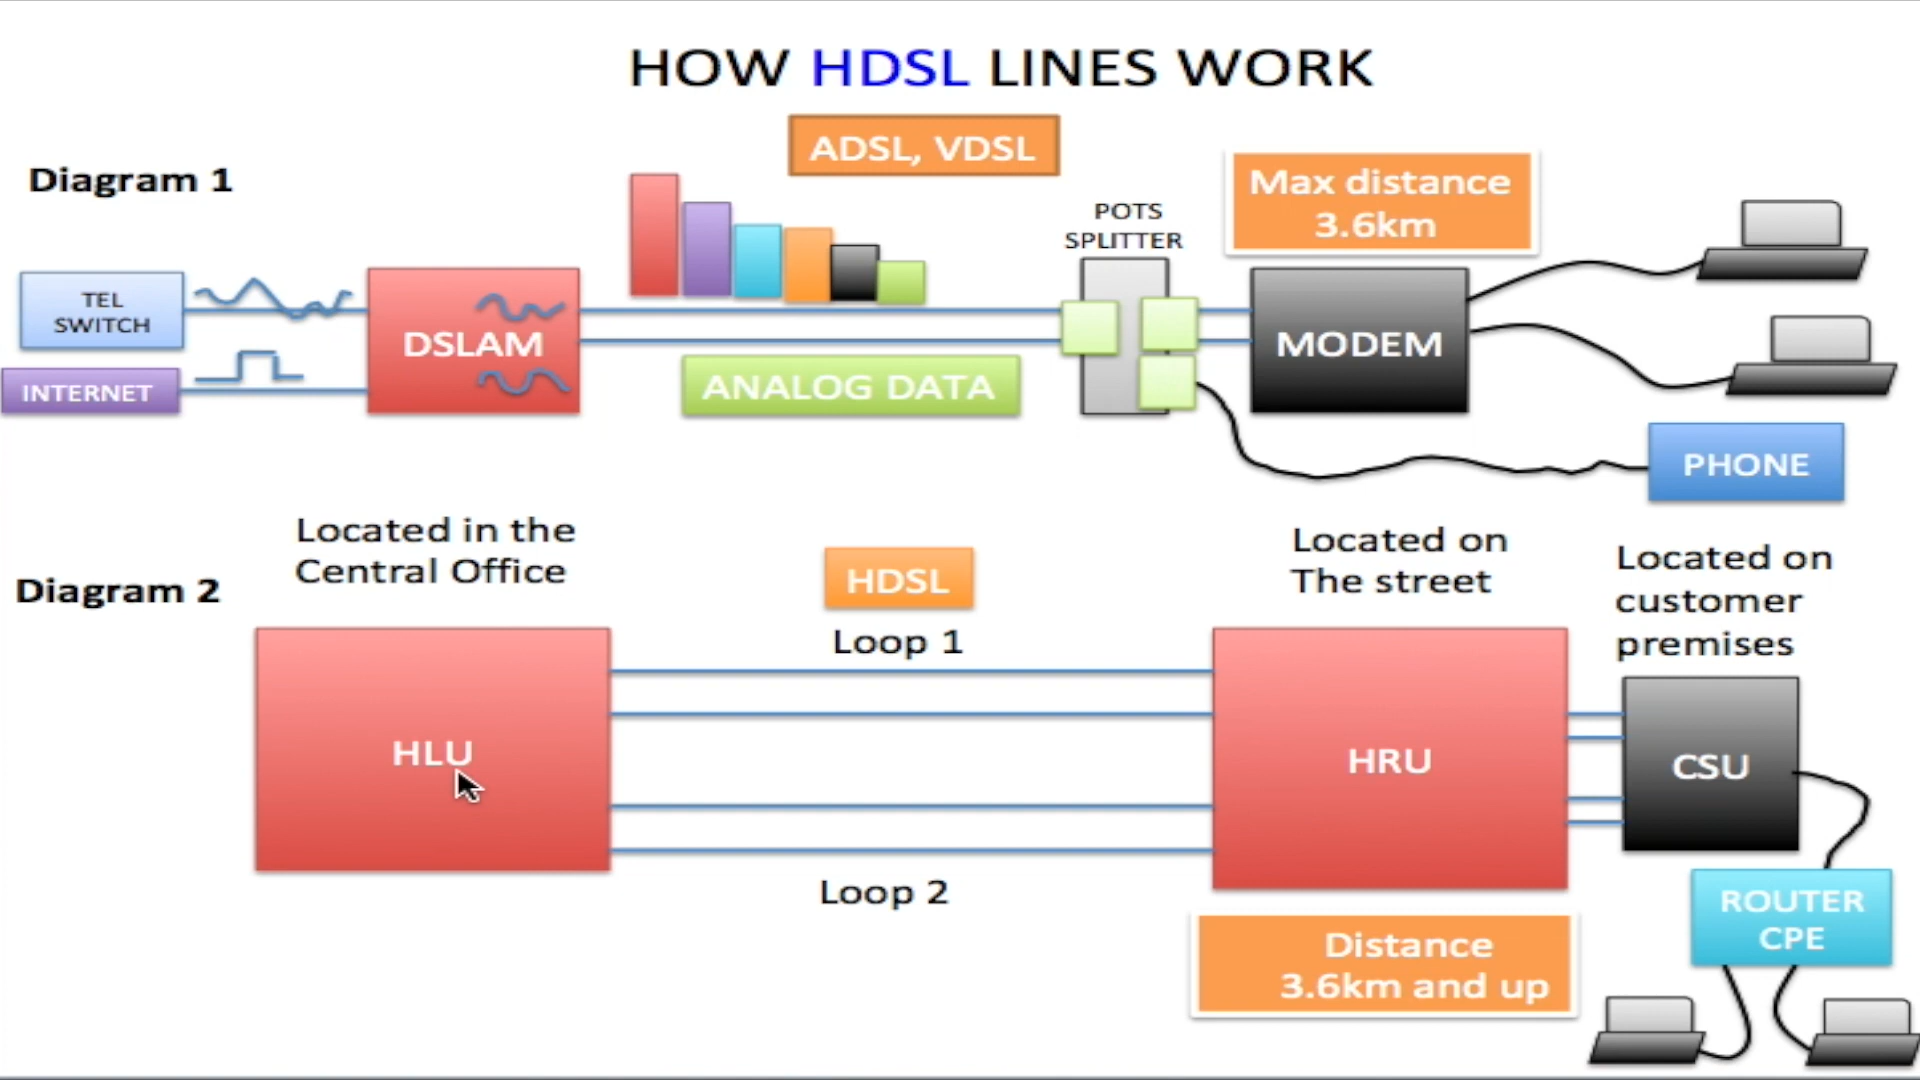 HOW HDSL LINES WORK
ADSL, VDSL
Diagram 1
Max distance
3.6km
POTS
SPLITTER
TEL
SWITCH
DSLAM
MODEM
INTERNET
ANALOG DATA
PHONE
Located in the
Central Office
Located on
The street
Located on
customer
premises
Diagram 2
HDSL
Loop 1
HLU
HRU
CSU
Loop 2
ROUTER
CPE
Distance
3.6km and up